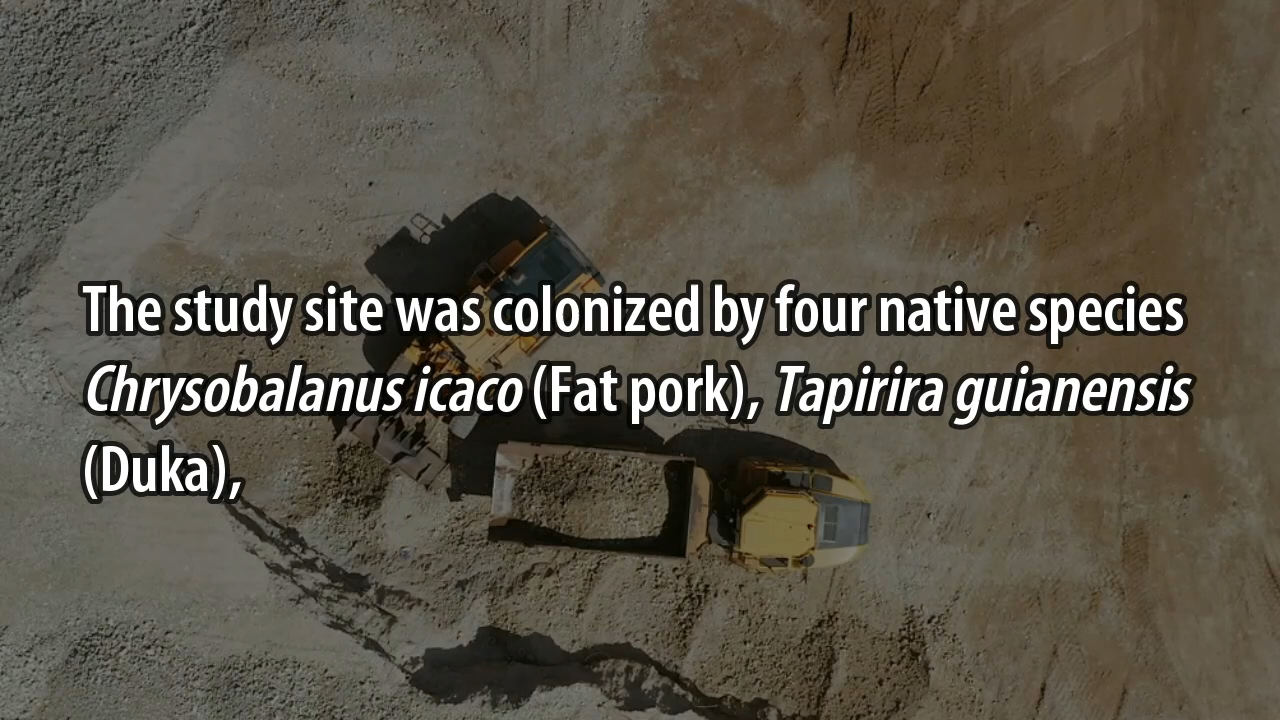 The study site was colonized by four native species
Chrysobalanus icaco (Fat pork), Tapirira guianensis
(Duka),